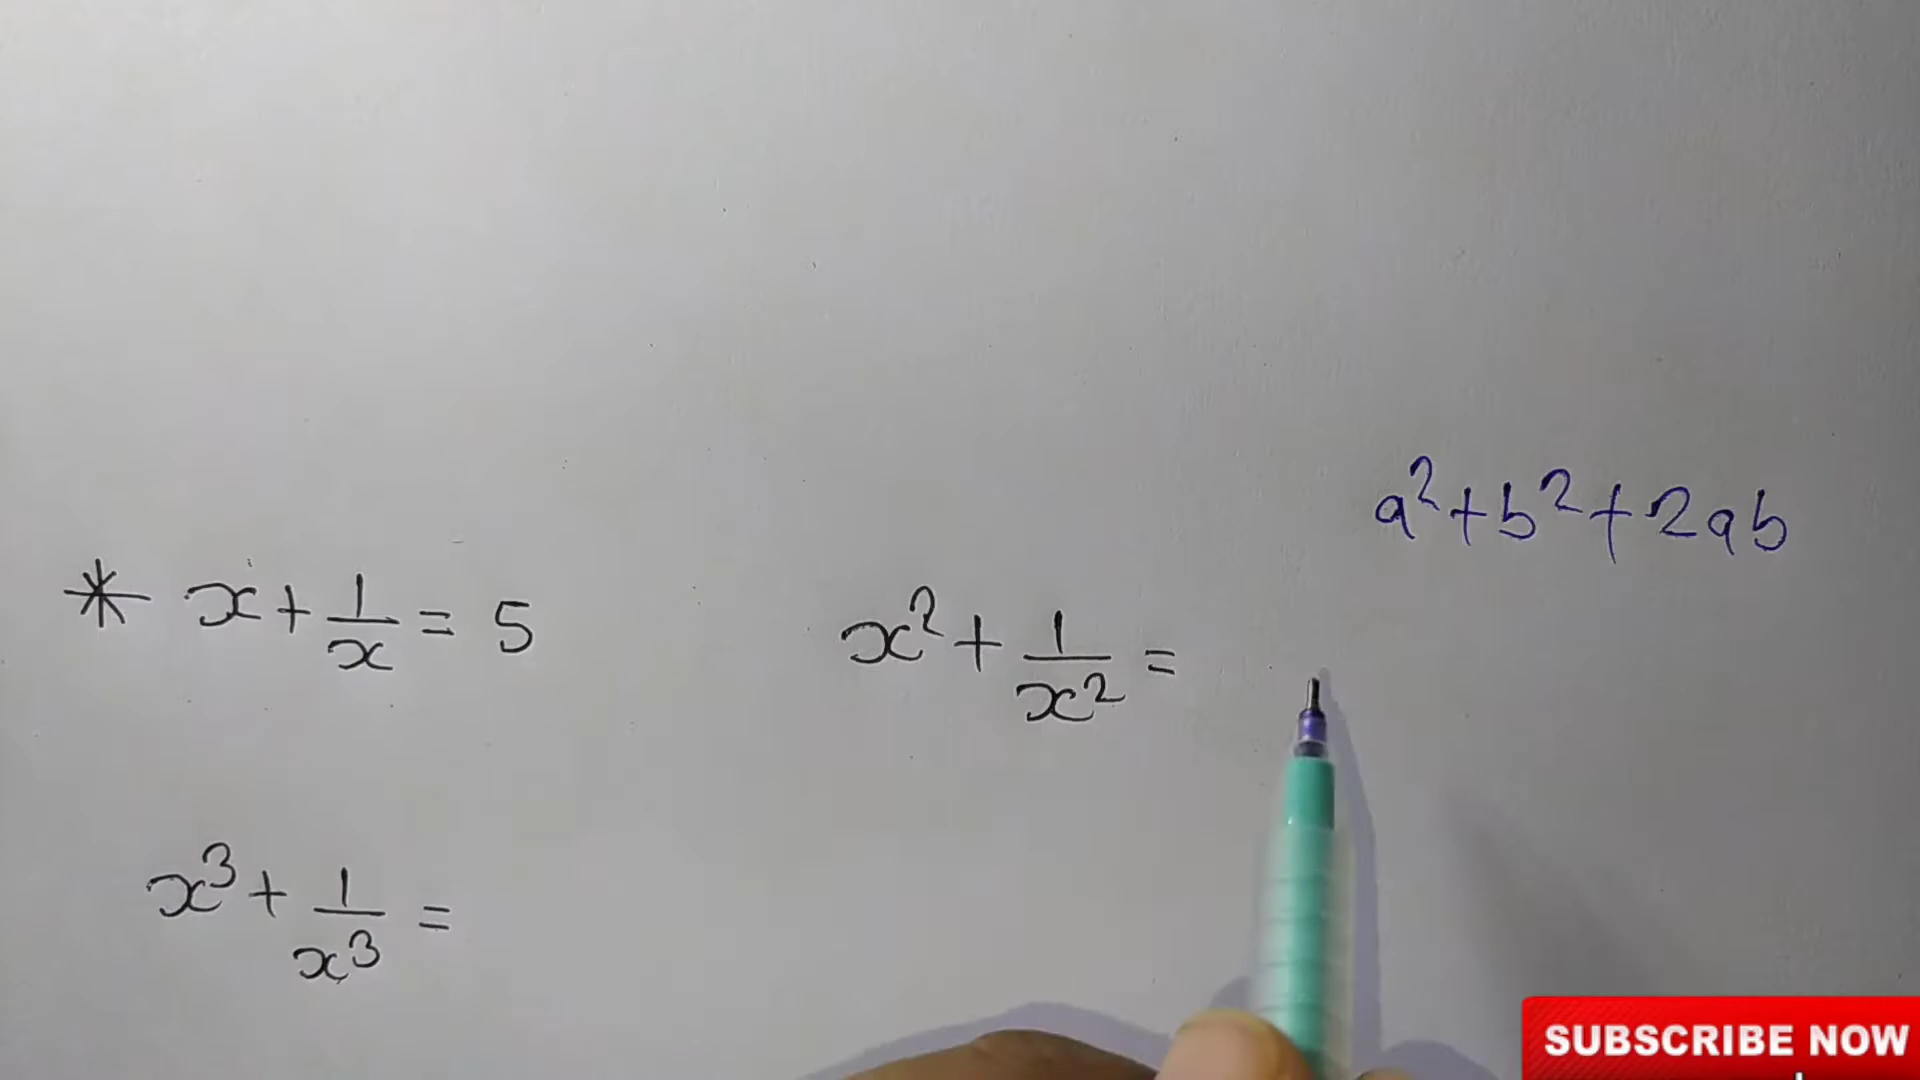 a²+b²+2ab
* x+1/x=5
x²+1/x²=
x³+1/x³=
SUBSCRIBE NOW